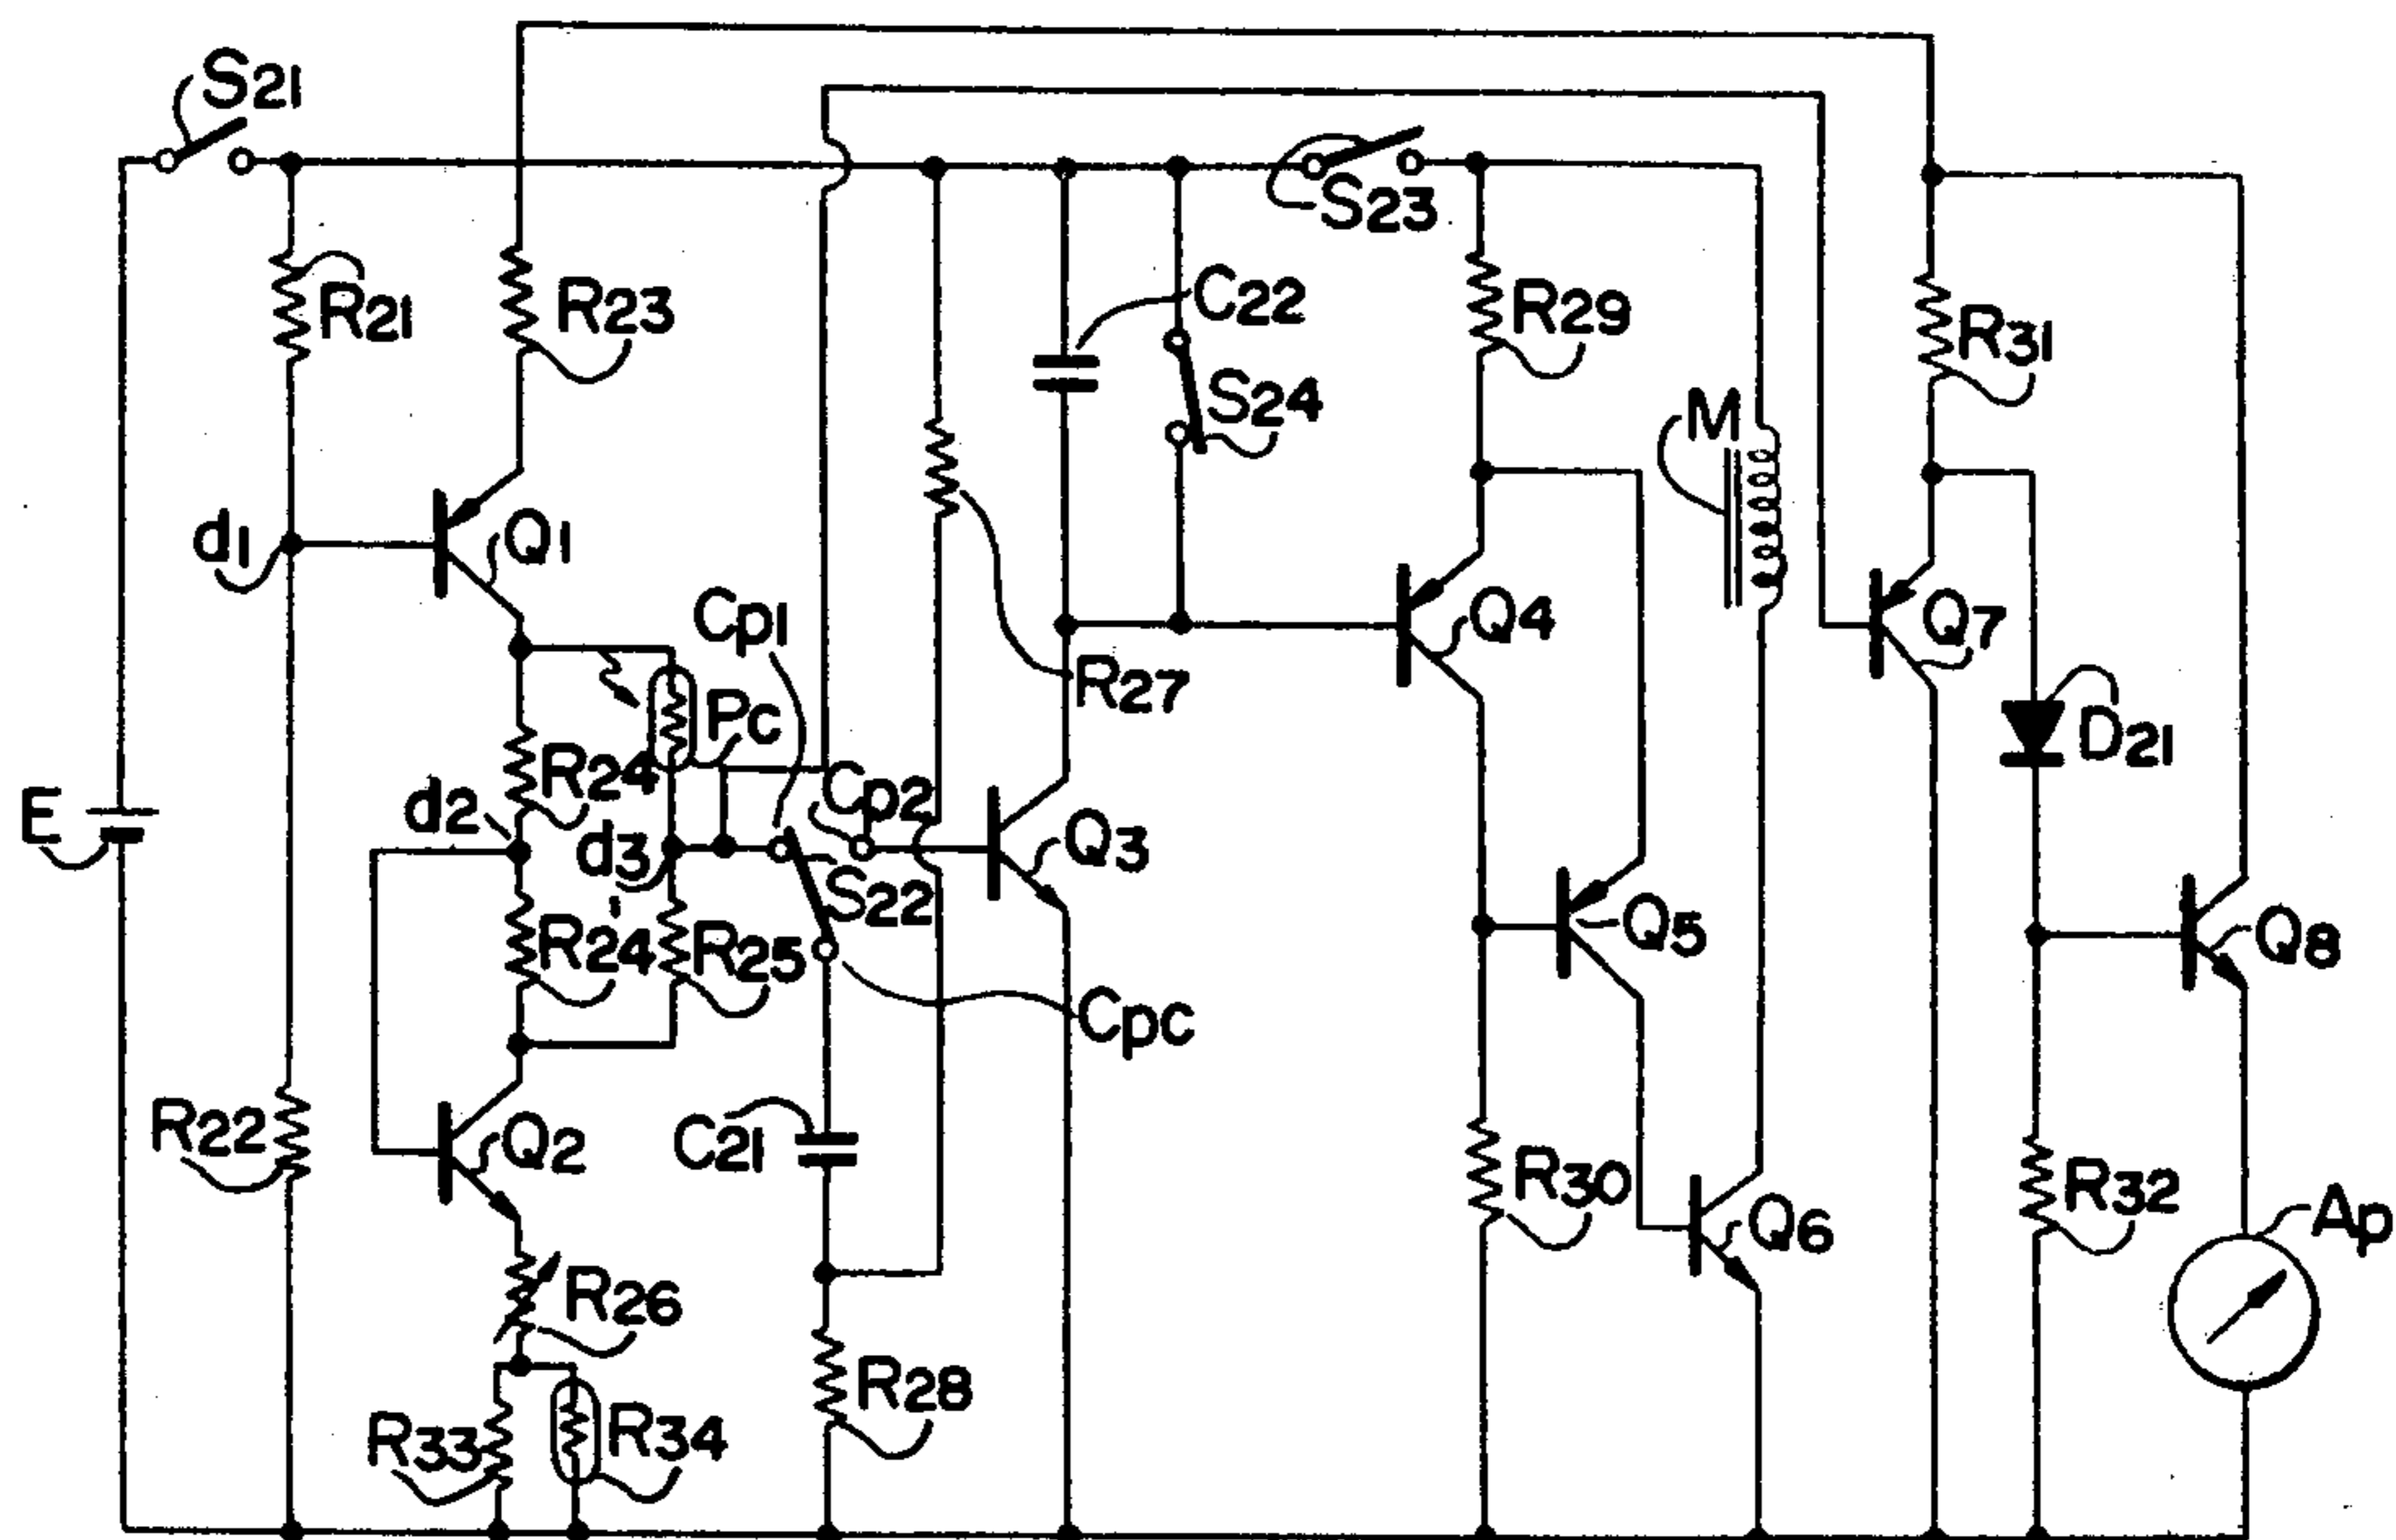 S21
S23
R21
R23
C22
R29
R31
S24
M
d1
Q1
Cp1
Q4
Q7
R27
Pc
R24
Cp2
D21
E
d2
d3
Q3
S22
R24'
R25
Q5
Q8
Cpc
R22
Q2
C21
R30
R32
Q6
Ap
R26
R28
R33
R34